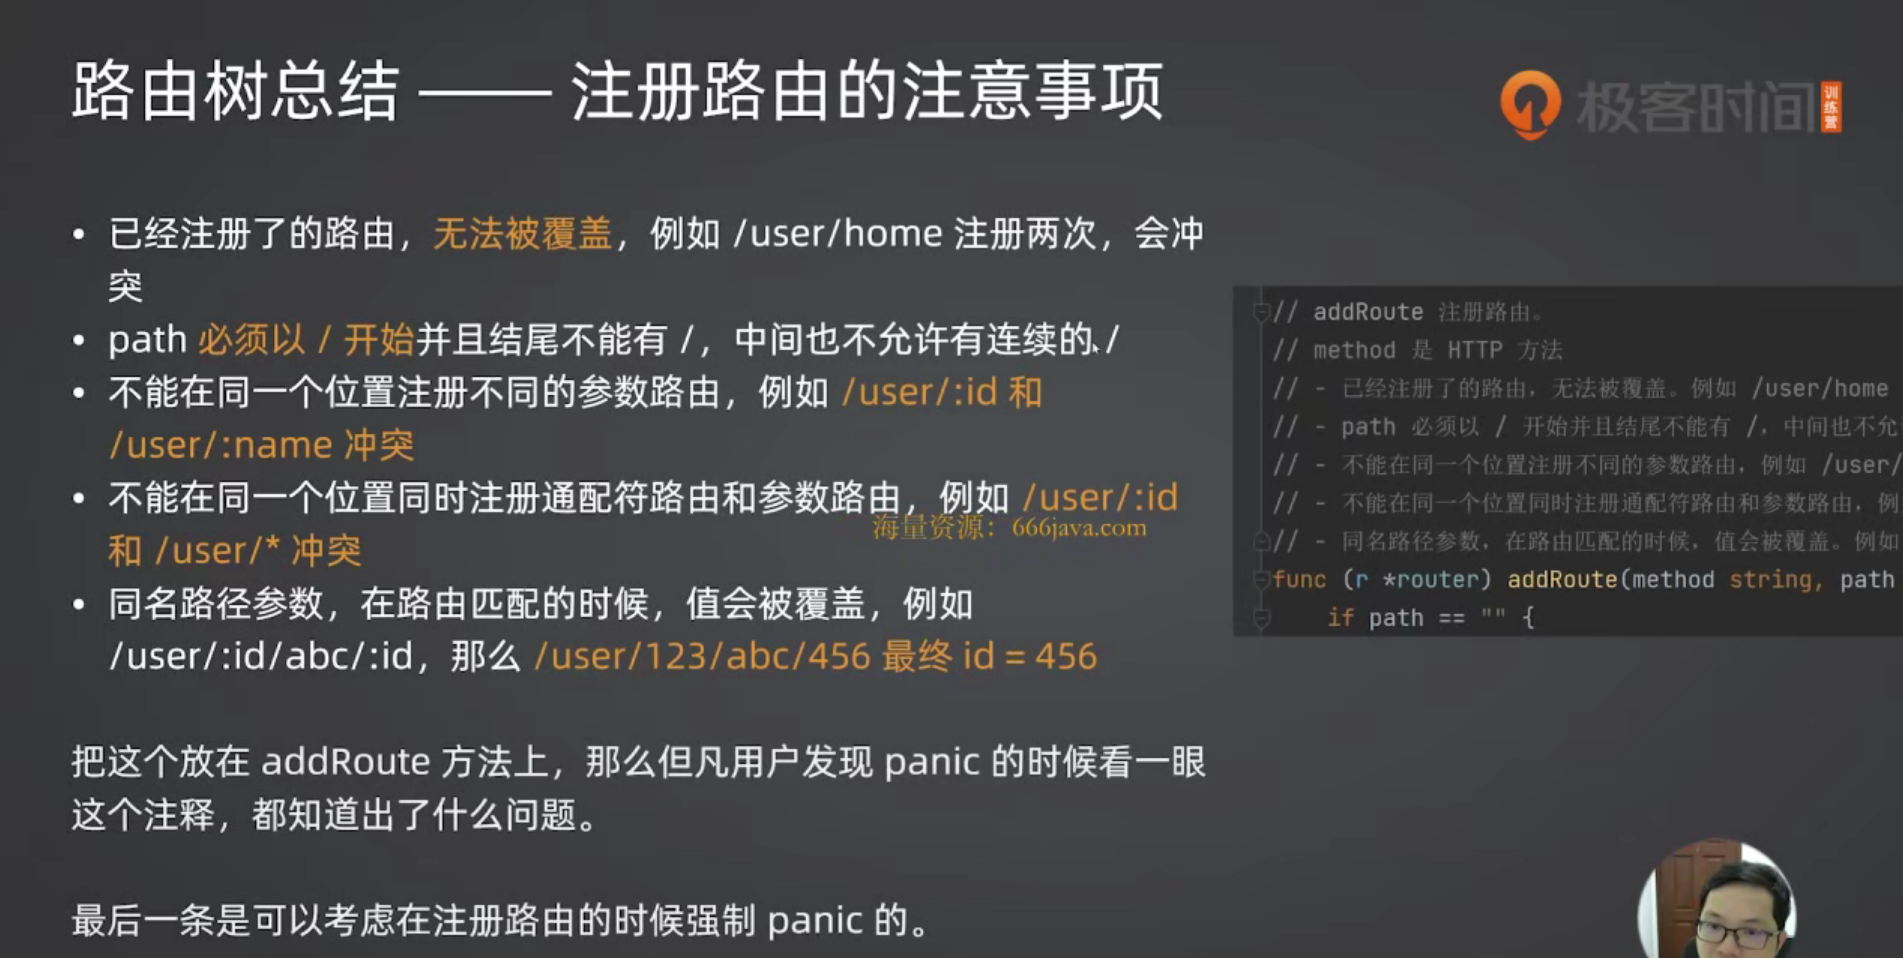 路由树总结 —— 注册路由的注意事项
极客时间 训练营
• 已经注册了的路由，无法被覆盖，例如 /user/home 注册两次，会冲
突
• path 必须以 / 开始并且结尾不能有 /，中间也不允许有连续的 /
• 不能在同一个位置注册不同的参数路由，例如 /user/:id 和
/user/:name 冲突
• 不能在同一个位置同时注册通配符路由和参数路由，例如 /user/:id
和 /user/* 冲突
海量资源：666java.com
• 同名路径参数，在路由匹配的时候，值会被覆盖，例如
/user/:id/abc/:id，那么 /user/123/abc/456 最终 id = 456
把这个放在 addRoute 方法上，那么但凡用户发现 panic 的时候看一眼
这个注释，都知道出了什么问题。
最后一条是可以考虑在注册路由的时候强制 panic 的。
// addRoute 注册路由。
// method 是 HTTP 方法
// - 已经注册了的路由，无法被覆盖。例如 /user/home
// - path 必须以 / 开始并且结尾不能有 /，中间也不允
// - 不能在同一个位置注册不同的参数路由，例如 /user/
// - 不能在同一个位置同时注册通配符路由和参数路由，例
// - 同名路径参数，在路由匹配的时候，值会被覆盖。例如
func (r *router) addRoute(method string, path
if path == "" {